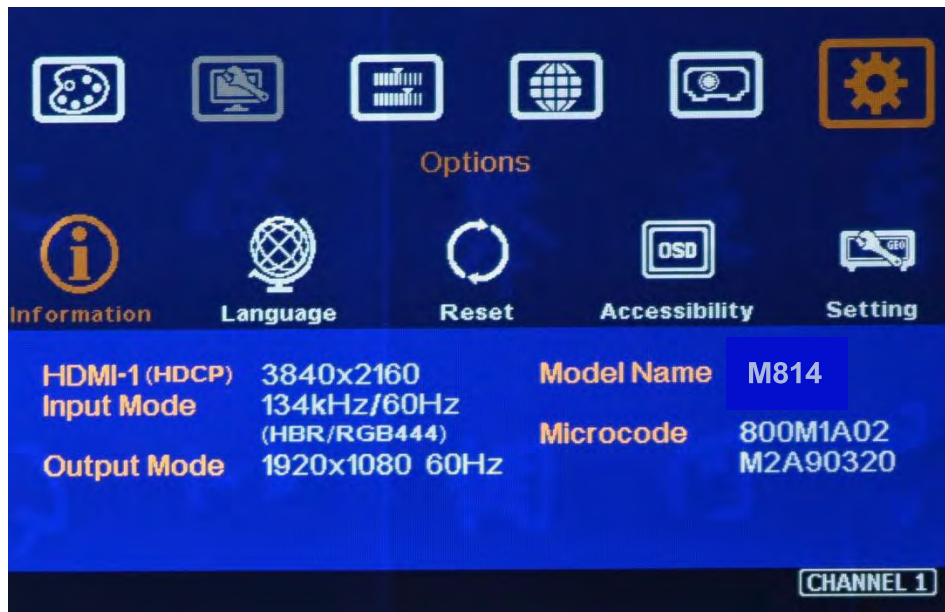 Options
OSD
GEO
Information Language Reset Accessibility Setting
HDMI-1 (HDCP) 3840x2160
Input Mode 134kHz/60Hz
(HBR/RGB444)
Output Mode 1920x1080 60Hz
Model Name M814
Microcode 800M1A02
M2A90320
CHANNEL 1